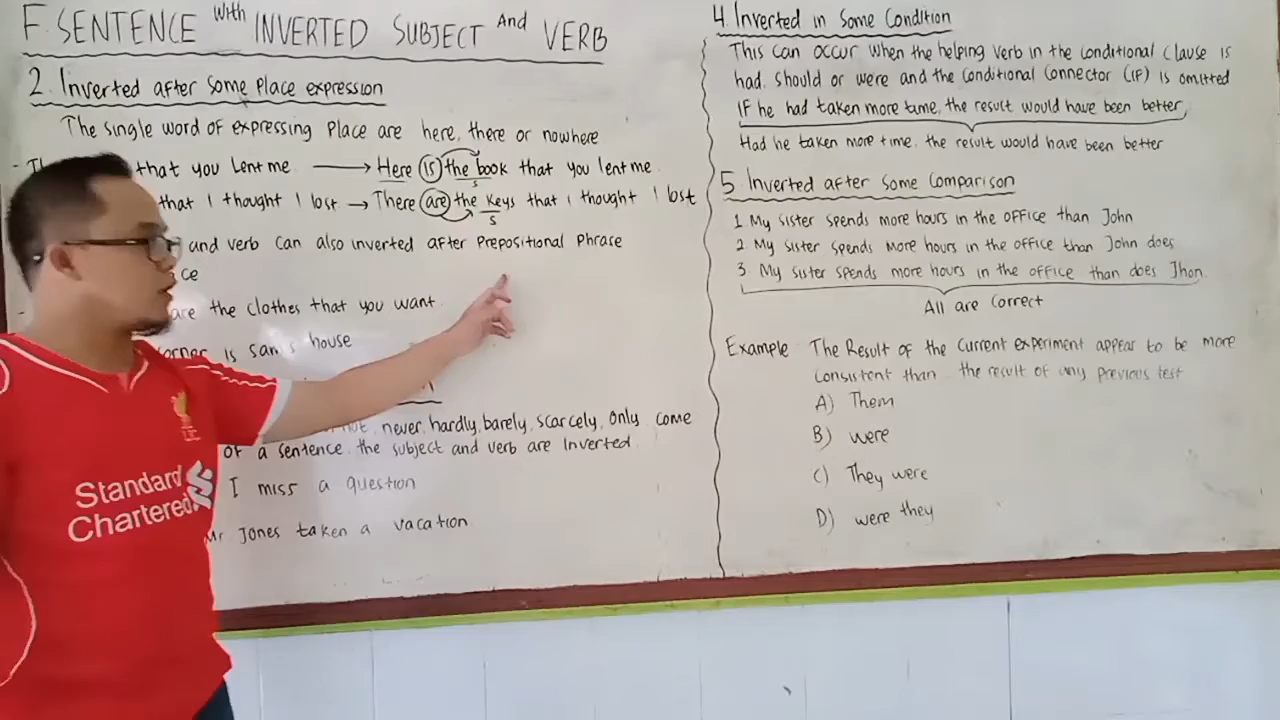 F. SENTENCE with INVERTED SUBJECT And VERB
2. Inverted after Some Place expression
The single word of expressing Place are here, there or nowhere
that you Lent me → Here is the book that you lent me.
S
that I thought I lost → There are the keys that I thought I lost
S
and verb Can also inverted after Prepositional Phrase
ce
are the clothes that you want.
orner is sam's house
never, hardly, barely, scarcely, Only come
of a sentence. the subject and verb are Inverted.
I miss a question
Mr Jones taken a vacation
4. Inverted in Some Condition
This can occur when the helping verb in the conditional Clause is
had, should or were and the Conditional Connector (IF) is omitted
IF he had taken more tame, the result would have been better,
Had he taken more time, the result would have been better
5 Inverted after Some Comparison
1 My sister spends more hours in the office than John
2 My sister spends more hours in the office than John does
3 My sister spends more hours in the office than does Jhon.
All are Correct
Example The Result of the Current experiment appear to be more
Consistent than the result of any previous test
A) Them
B) were
C) They were
D) were they
Standard
Chartered